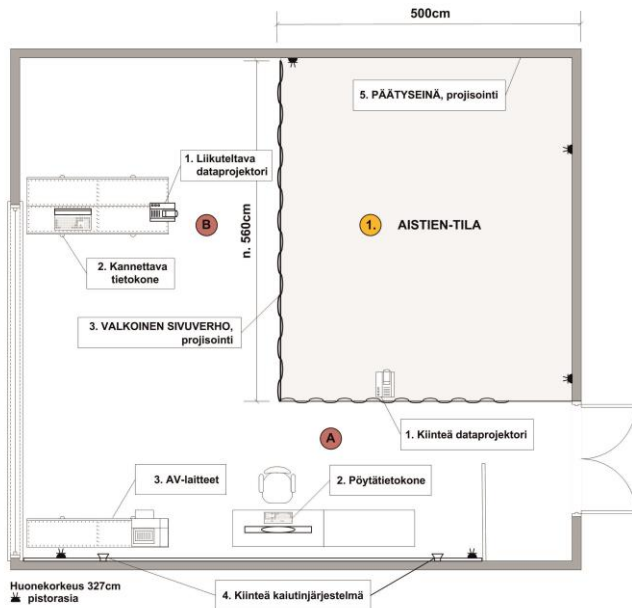 500cm
5. PÄÄTYSEINÄ, projisointi
1. Liikuteltava
dataprojektori
B
n. 560cm
1.
AISTIEN-TILA
2. Kannettava
tietokone
3. VALKOINEN SIVUVERHO,
projisointi
A
1. Kiinteä dataprojektori
3. AV-laitteet
2. Pöytätietokone
4. Kiinteä kaiutinjärjestelmä
Huonekorkeus 327cm
pistorasia